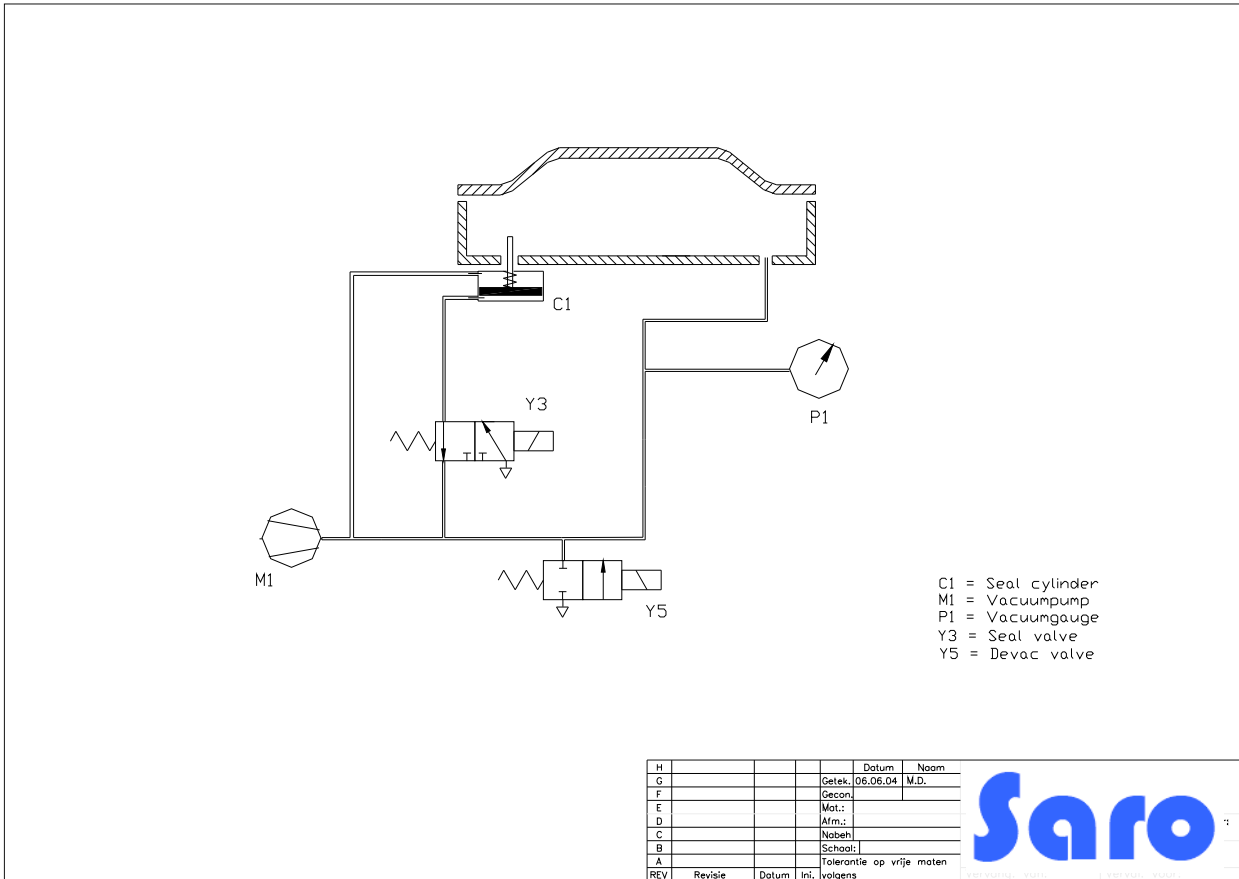 C1
Y3
P1
M1
Y5
C1 = Seal cylinder
M1 = Vacuumpump
P1 = Vacuumgauge
Y3 = Seal valve
Y5 = Devac valve
H Datum Naam
G Getek. 06.06.04 M.D.
F Gecon.
E Mat.:
D Afm.:
C Nabeh
B Schaal:
A Tolerantie op vrije maten
REV Revisie Datum Ini. volgens
Saro